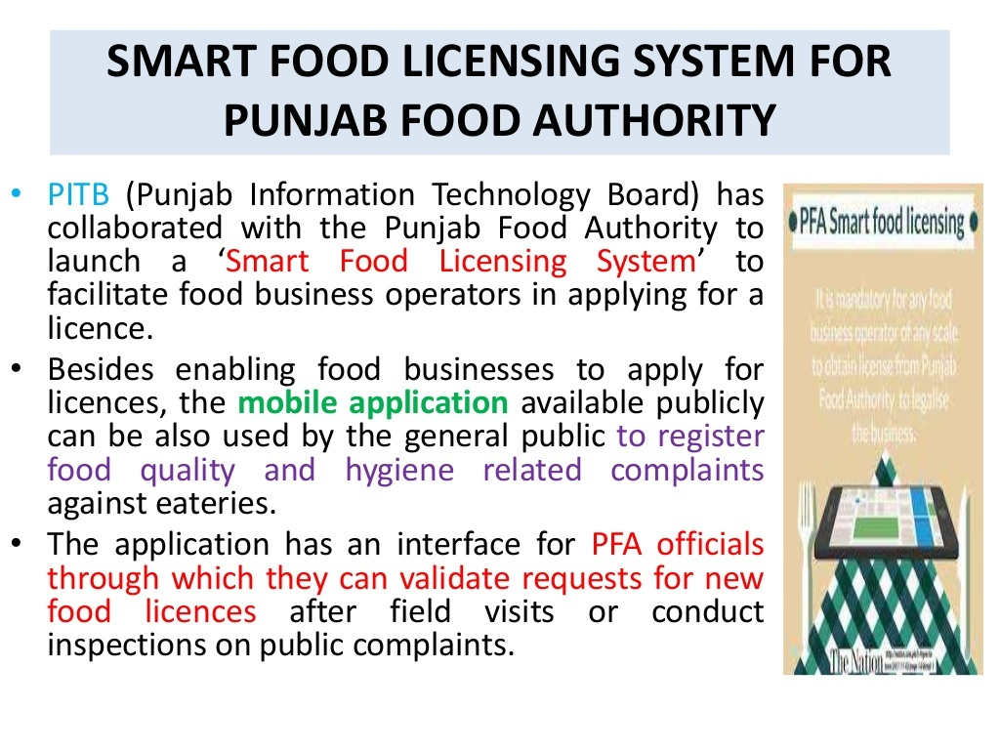 SMART FOOD LICENSING SYSTEM FOR
PUNJAB FOOD AUTHORITY
• PITB (Punjab Information Technology Board) has
collaborated with the Punjab Food Authority to
launch a ‘Smart Food Licensing System’ to
facilitate food business operators in applying for a
licence.
• Besides enabling food businesses to apply for
licences, the mobile application available publicly
can be also used by the general public to register
food quality and hygiene related complaints
against eateries.
• The application has an interface for PFA officials
through which they can validate requests for new
food licences after field visits or conduct
inspections on public complaints.
PFA Smart food licensing
It is mandatory for any food
business operator of any scale
to obtain license from Punjab
Food Authority to legalise
the business.
The Nation